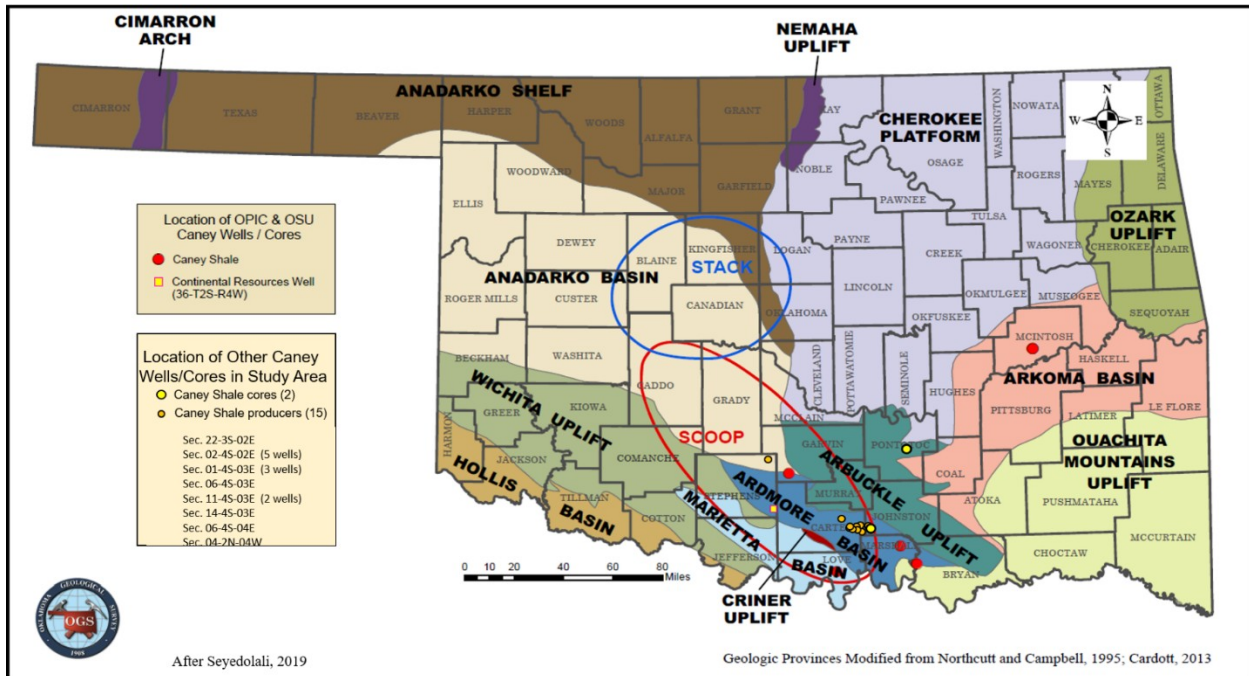 CIMARRON
ARCH
NEMAHA
UPLIFT
CIMARRON
TEXAS
BEAVER
ANADARKO SHELF
HARPER
WOODS
ALFALFA
GRANT
KAY
CHEROKEE
PLATFORM
OSAGE
WASHINGTON
NOWATA
OTTAWA
N
W E
S
WOODWARD
MAJOR
GARFIELD
NOBLE
PAWNEE
ROGERS
MAYES
DELAWARE
ELLIS
TULSA
OZARK
UPLIFT
Location of OPIC & OSU
Caney Wells / Cores
Caney Shale
Continental Resources Well
(36-T2S-R4W)
DEWEY
BLAINE
KINGFISHER
STACK
LOGAN
PAYNE
CREEK
WAGONER
CHEROKEE
ADAIR
ANADARKO BASIN
ROGER MILLS
CUSTER
CANADIAN
OKLAHOMA
LINCOLN
OKMULGEE
MUSKOGEE
OKFUSKEE
SEQUOYAH
MCINTOSH
HASKELL
ARKOMA BASIN
Location of Other Caney
Wells/Cores in Study Area
Caney Shale cores (2)
Caney Shale producers (15)
Sec. 22-3S-02E
Sec. 02-4S-02E (5 wells)
Sec. 01-4S-03E (3 wells)
Sec. 06-4S-03E
Sec. 11-4S-03E (2 wells)
Sec. 14-4S-03E
Sec. 06-4S-04E
Sec. 04-2N-04W
BECKHAM
WASHITA
CADDO
GRADY
CLEVELAND
POTTAWATOMIE
SEMINOLE
HUGHES
PITTSBURG
LATIMER
LE FLORE
WICHITA UPLIFT
GREER
KIOWA
MCCLAIN
HARMON
JACKSON
COMANCHE
SCOOP
GARVIN
PONTOTOC
COAL
OUACHITA
MOUNTAINS
UPLIFT
HOLLIS
BASIN
TILLMAN
COTTON
STEPHENS
ARDMORE
BASIN
ARBUCKLE
UPLIFT
MURRAY
JOHNSTON
ATOKA
PUSHMATAHA
MCCURTAIN
MARIETTA
BASIN
CARTER
MARSHALL
JEFFERSON
LOVE
BRYAN
CHOCTAW
0 10 20 40 60 80
Miles
CRINER
UPLIFT
OKLAHOMA GEOLOGICAL SURVEY
OGS
1908
After Seyedolali, 2019
Geologic Provinces Modified from Northcutt and Campbell, 1995; Cardott, 2013